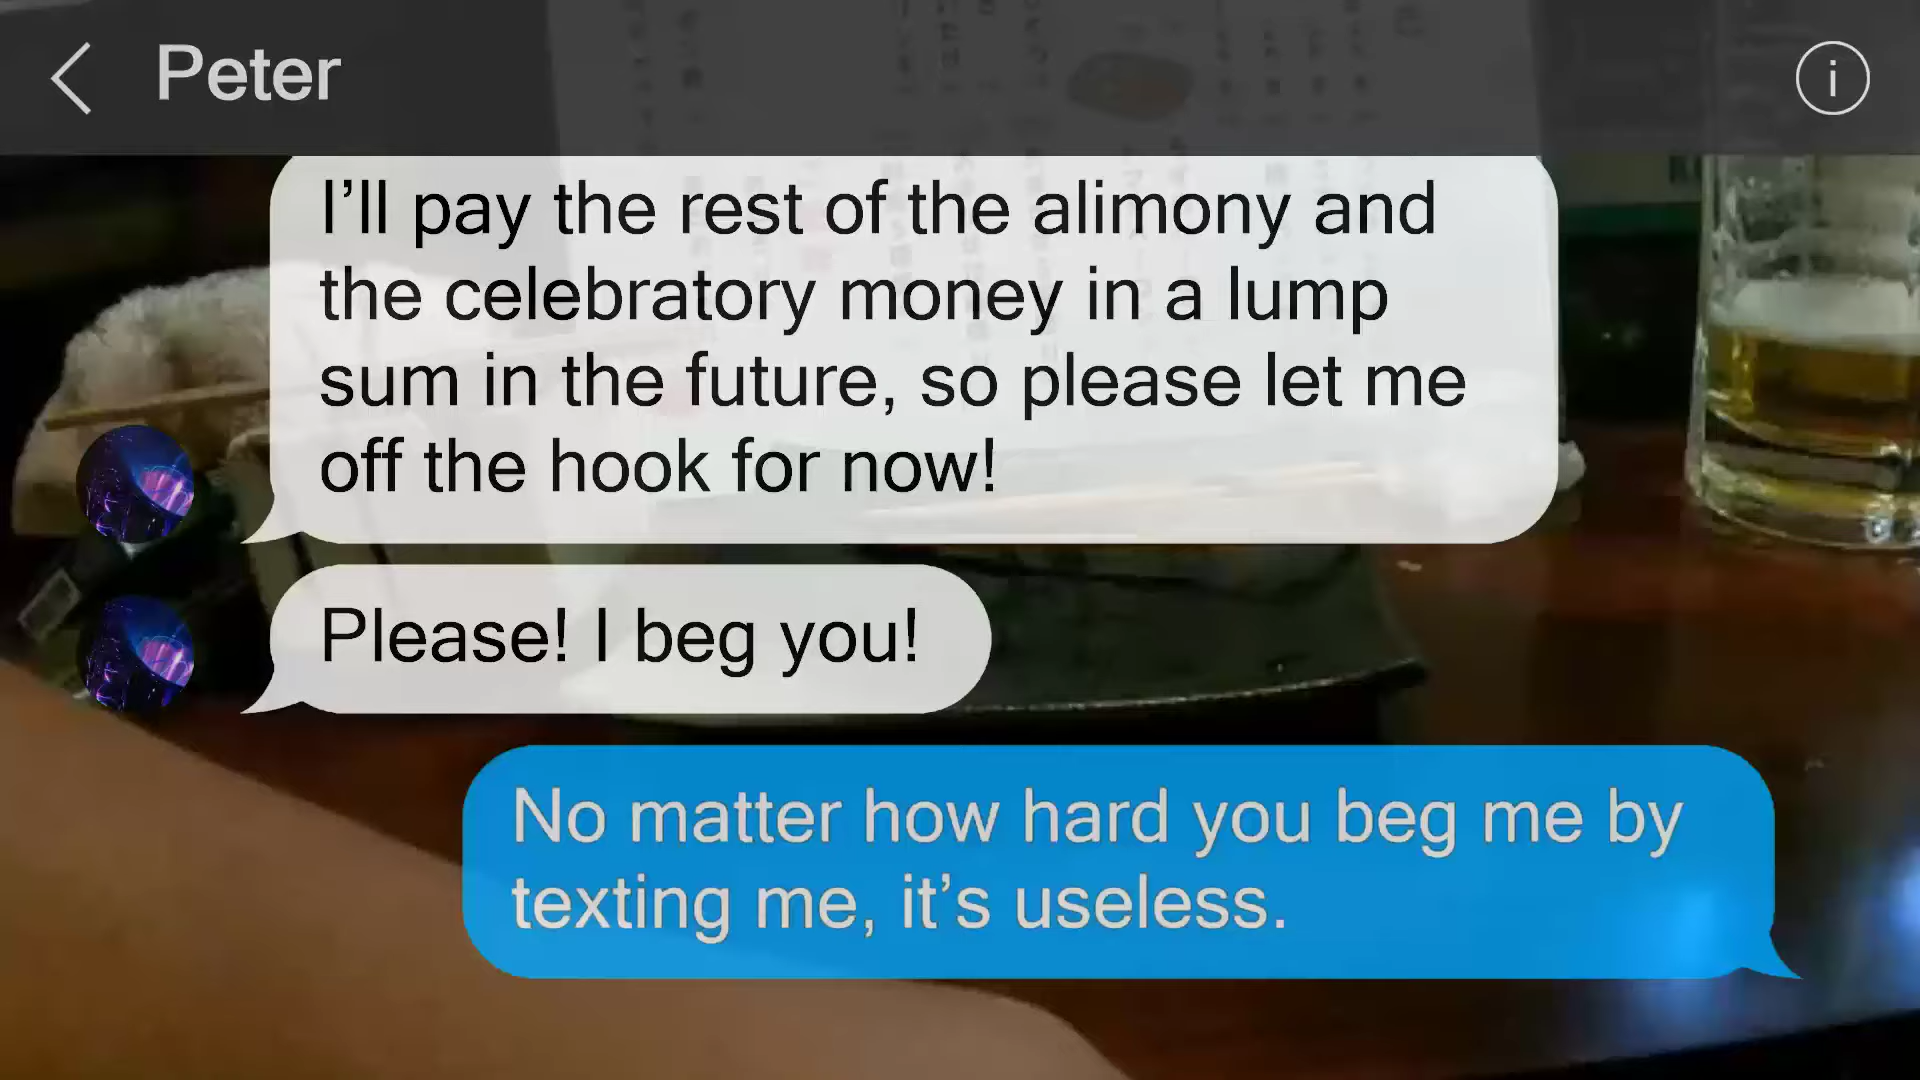 Peter
I’ll pay the rest of the alimony and
the celebratory money in a lump
sum in the future, so please let me
off the hook for now!
Please! I beg you!
No matter how hard you beg me by
texting me, it’s useless.